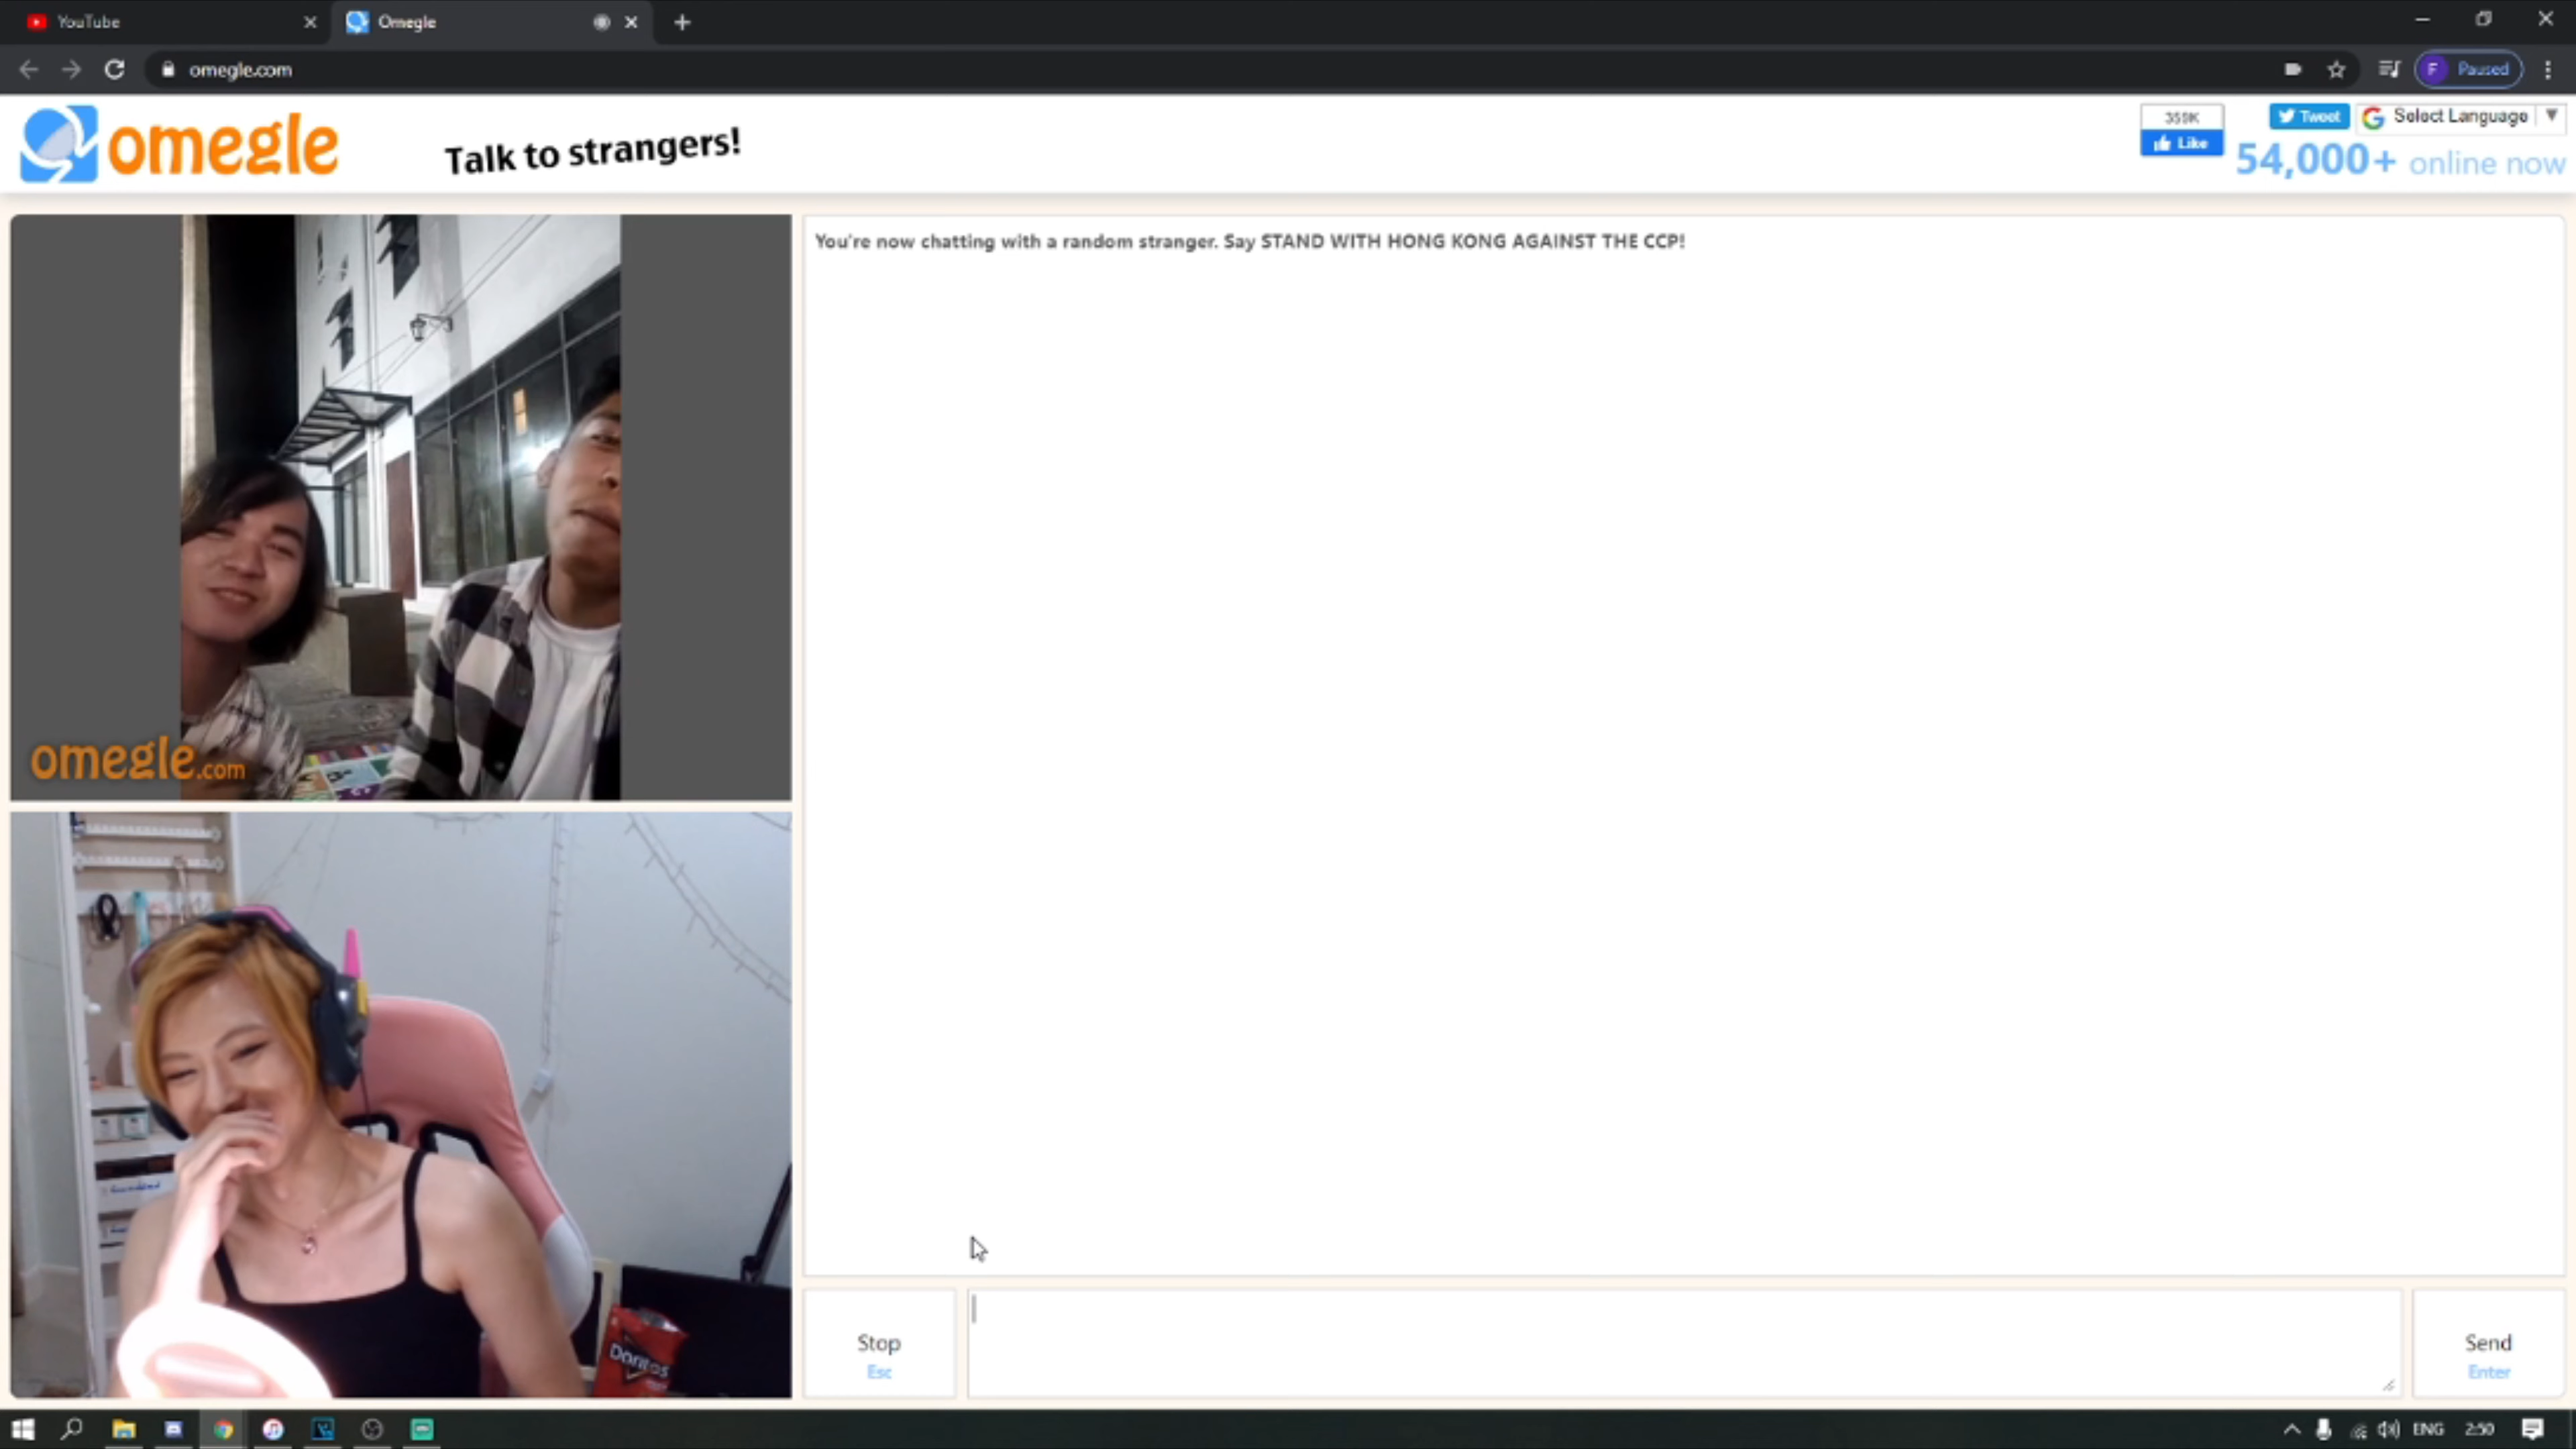 YouTube
Omegle
omegle.com
F
Paused
omegle
Talk to strangers!
359K
Like
Tweet
G Select Language ▼
54,000+ online now
You're now chatting with a random stranger. Say STAND WITH HONG KONG AGAINST THE CCP!
omegle.com
Doritos
Stop
Esc
Send
Enter
ENG
2:50